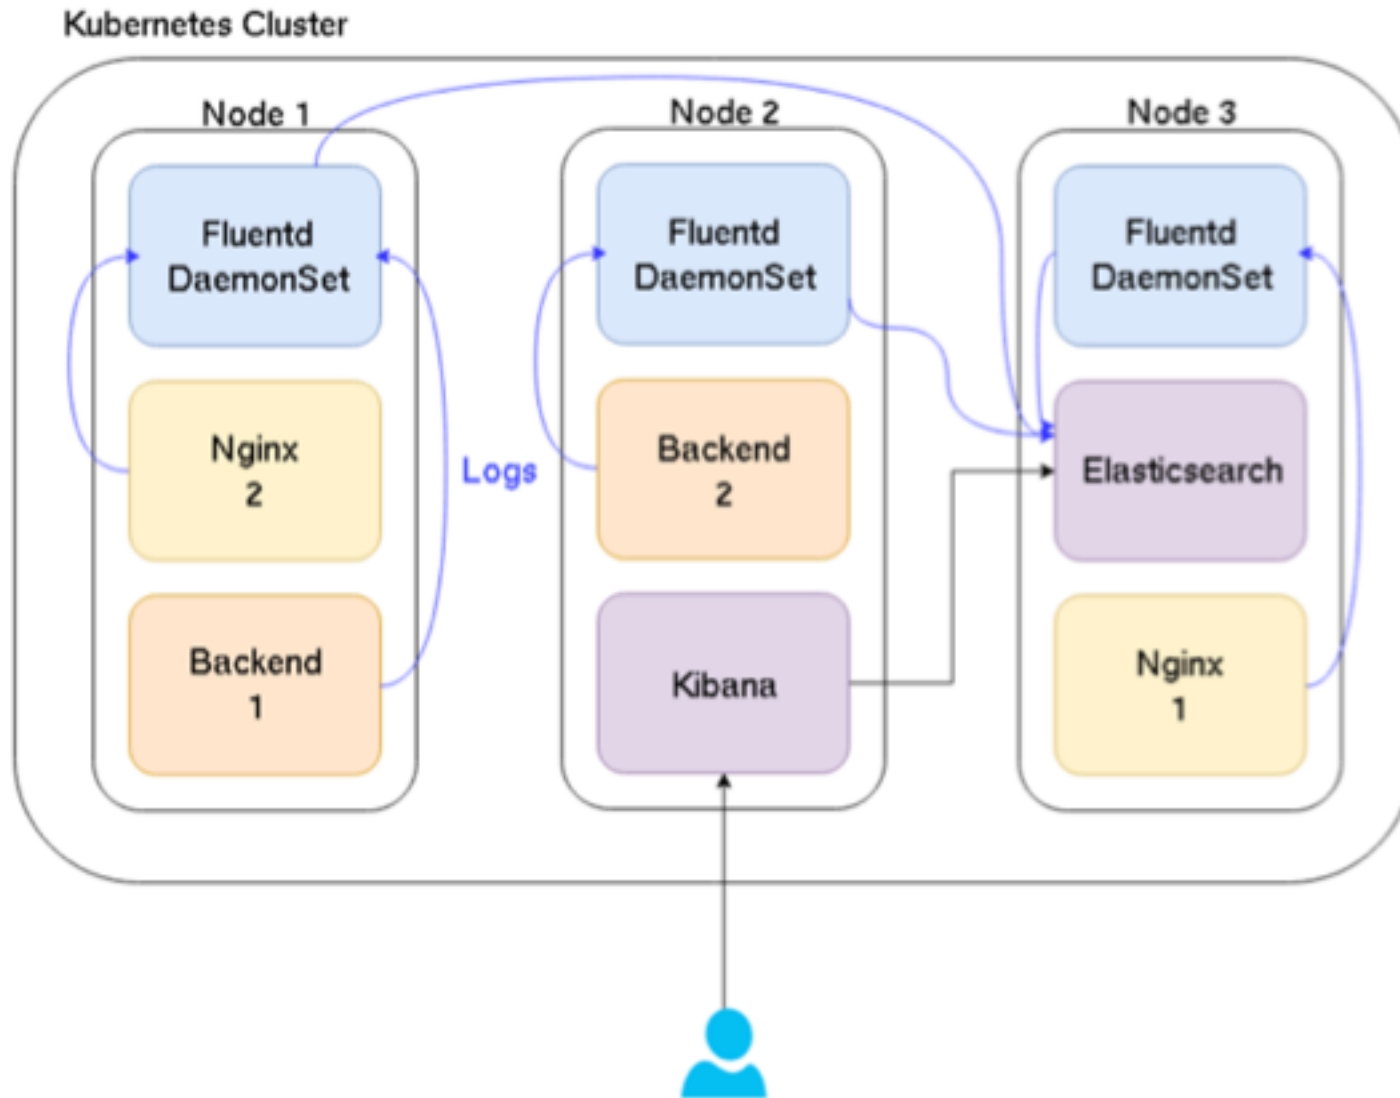 Kubernetes Cluster
Node 1
Node 2
Node 3
Fluentd
DaemonSet
Fluentd
DaemonSet
Fluentd
DaemonSet
Nginx
2
Logs
Backend
2
Elasticsearch
Backend
1
Kibana
Nginx
1